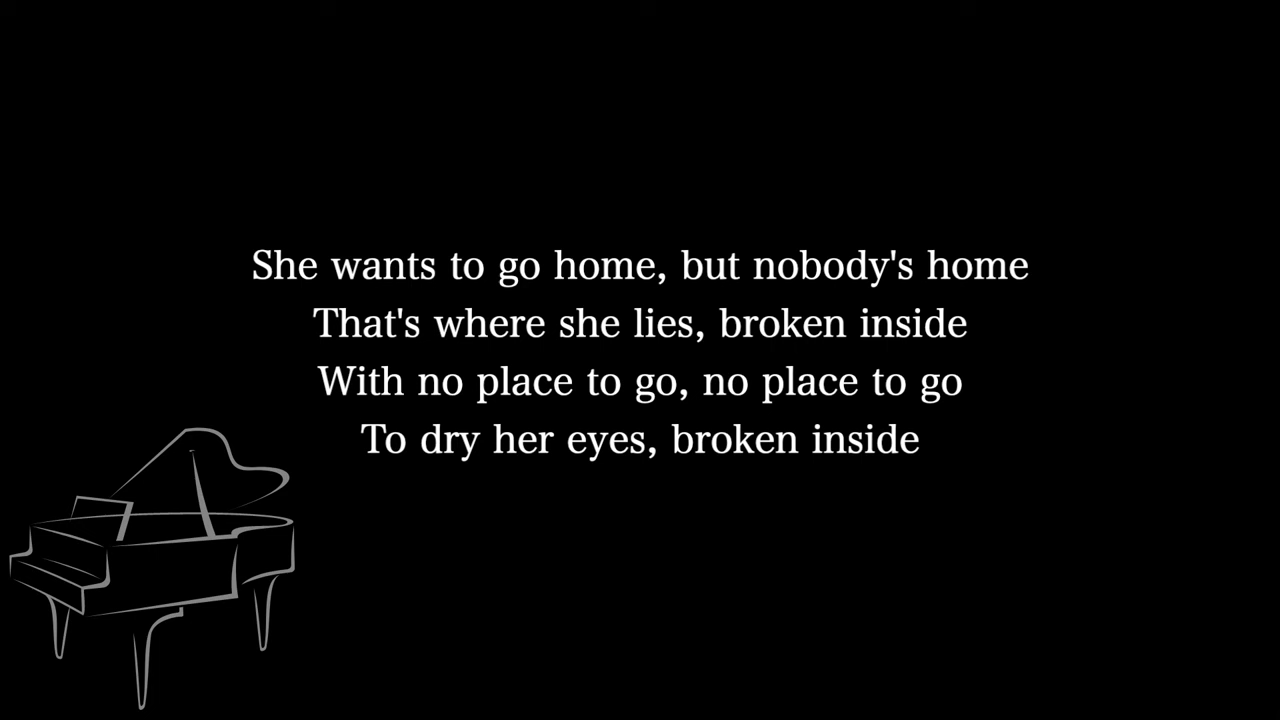 She wants to go home, but nobody's home
That's where she lies, broken inside
With no place to go, no place to go
To dry her eyes, broken inside